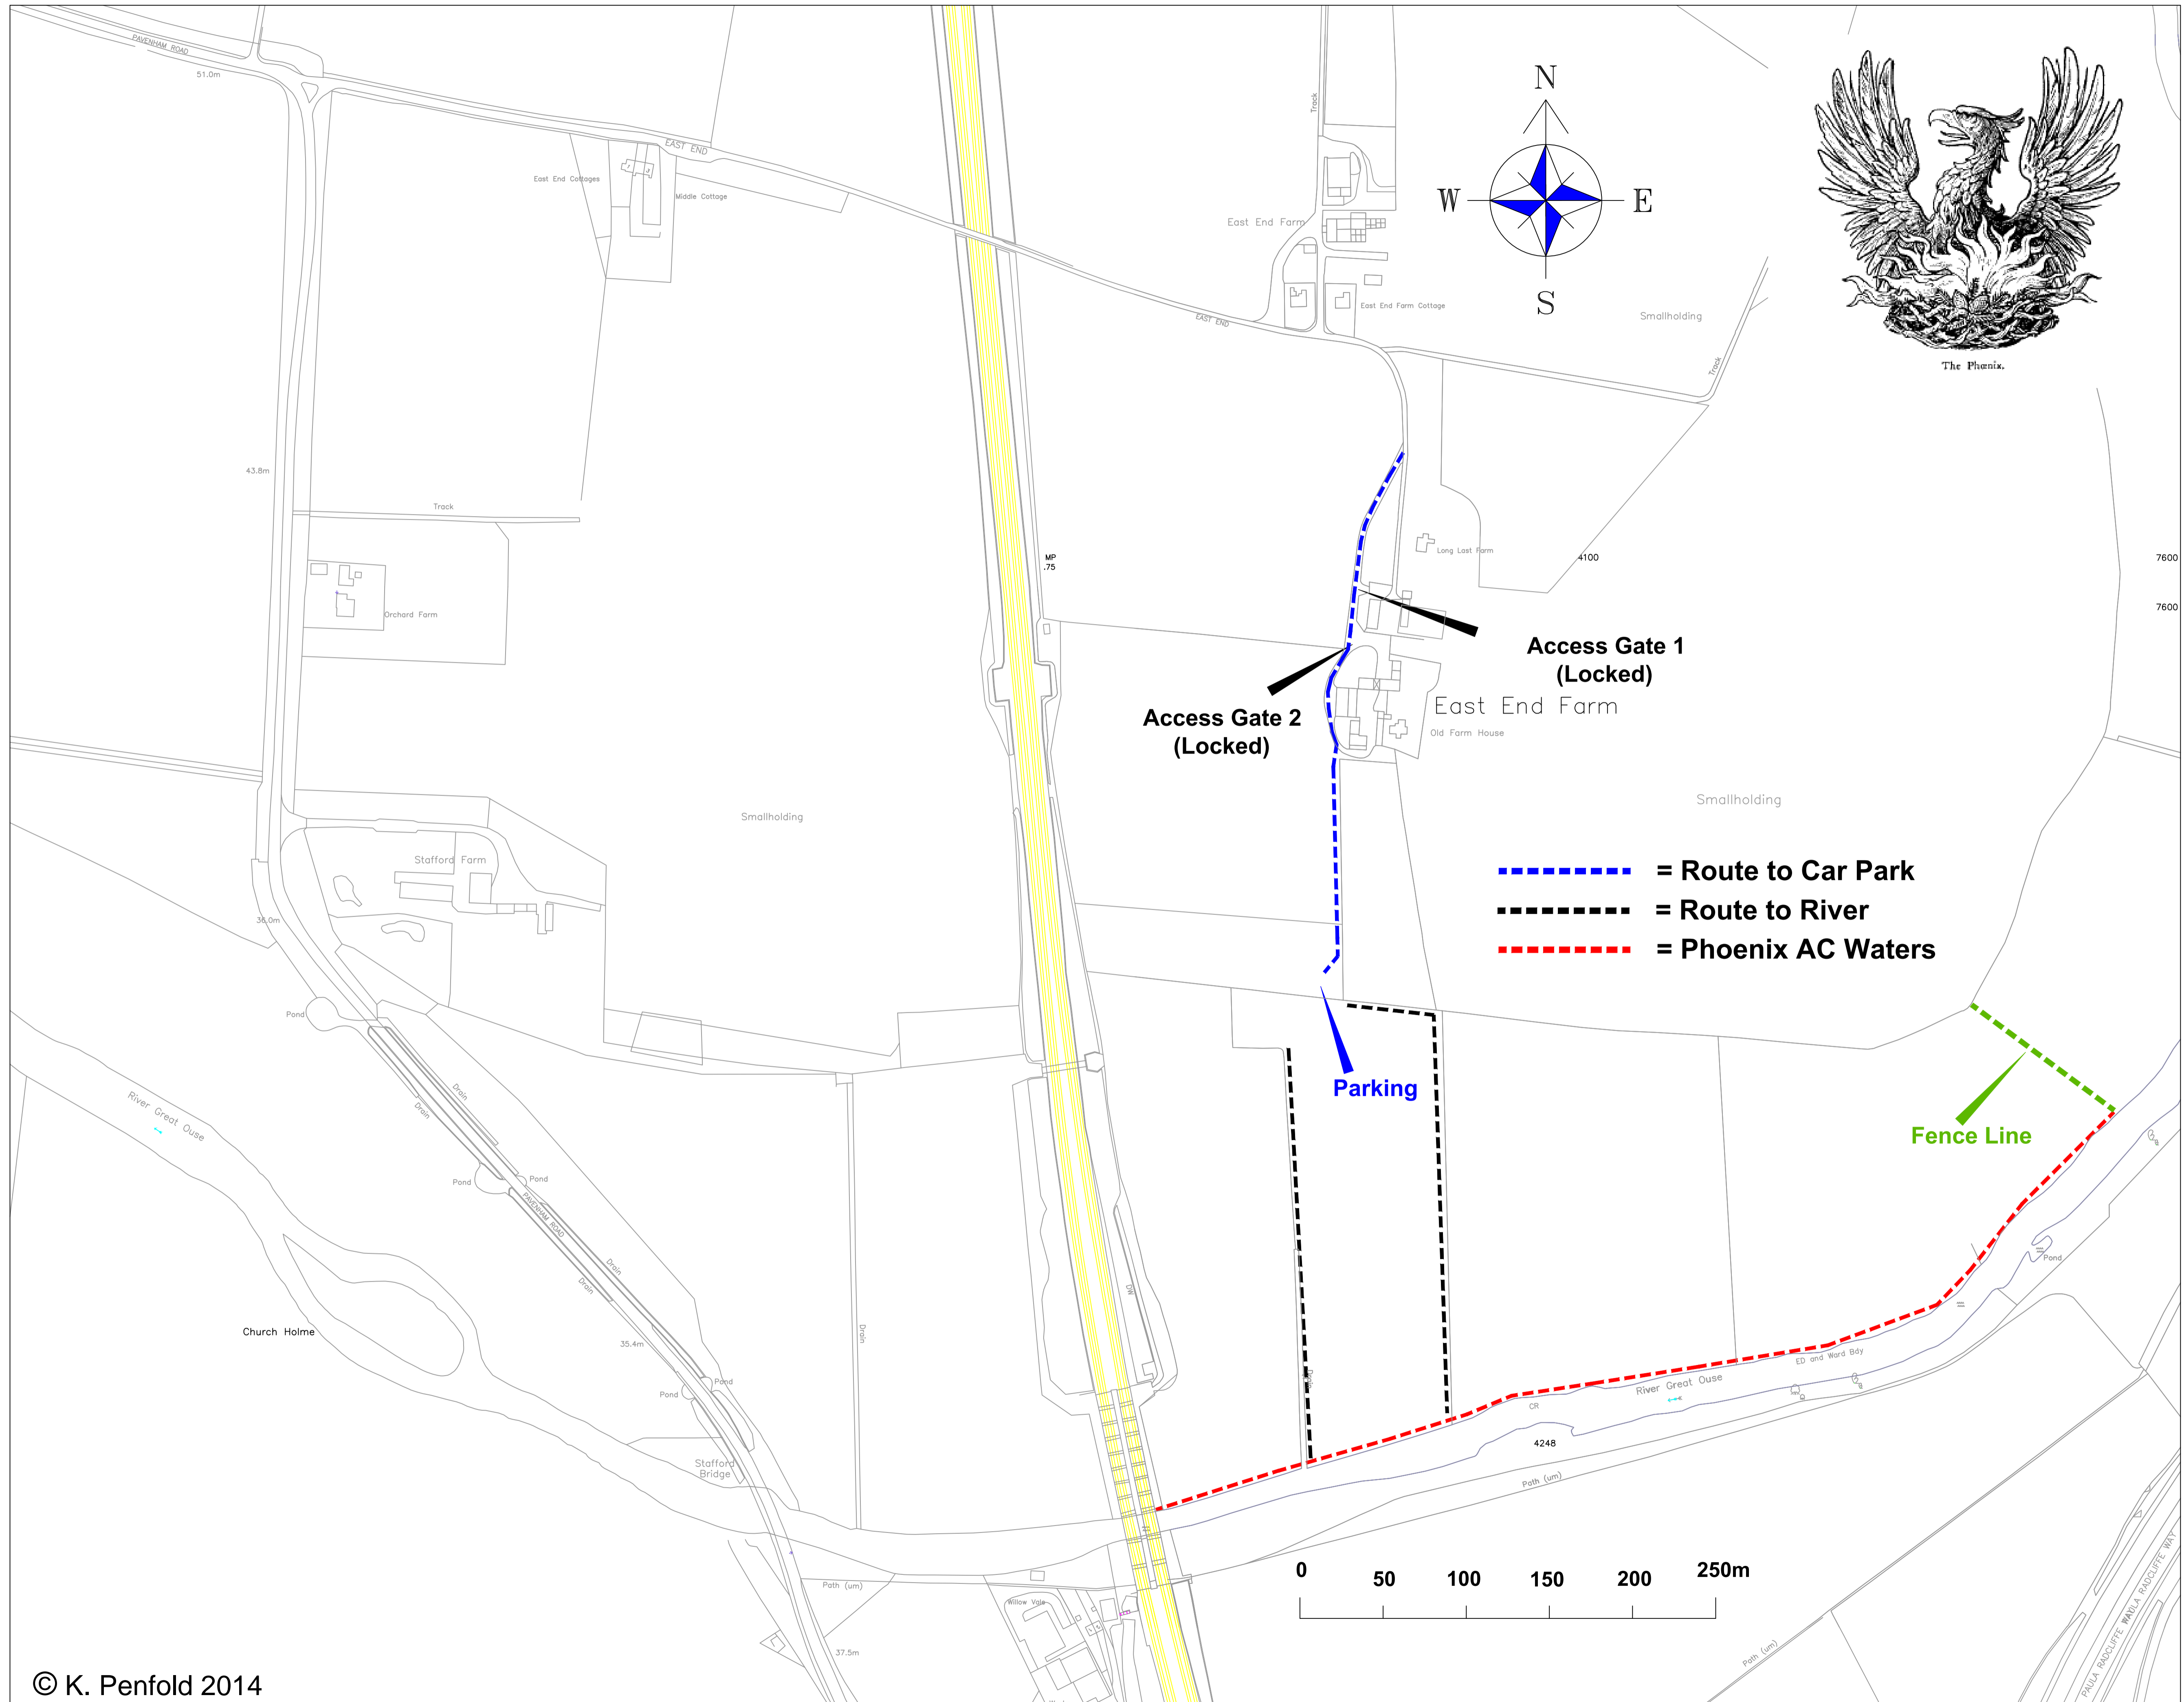 PAVENHAM ROAD
51.0m
EAST END
East End Cottages
Middle Cottage
1
3
Track
East End Farm
East End Farm Cottage
EAST END
N
W
E
S
Smallholding
Track
The Phœnix.
43.8m
Track
Orchard Farm
MP
.75
Long Last Farm
4100
7600
7600
Access Gate 1
(Locked)
Access Gate 2
(Locked)
East End Farm
Old Farm House
Smallholding
Smallholding
Stafford Farm
36.0m
= Route to Car Park
= Route to River
= Phoenix AC Waters
Pond
Parking
Fence Line
River Great Ouse
Drain
Drain
Pond
Pond
PAVENHAM ROAD
Drain
Drain
Church Holme
35.4m
Drain
DW
Drain
Pond
Pond
Pond
Stafford
Bridge
ED and Ward Bdy
River Great Ouse
CR
4248
Path (um)
Path (um)
Willow Vale
37.5m
0
50
100
150
200
250m
Path (um)
PAULA RADCLIFFE WAY
PAULA RADCLIFFE WAY
© K. Penfold 2014